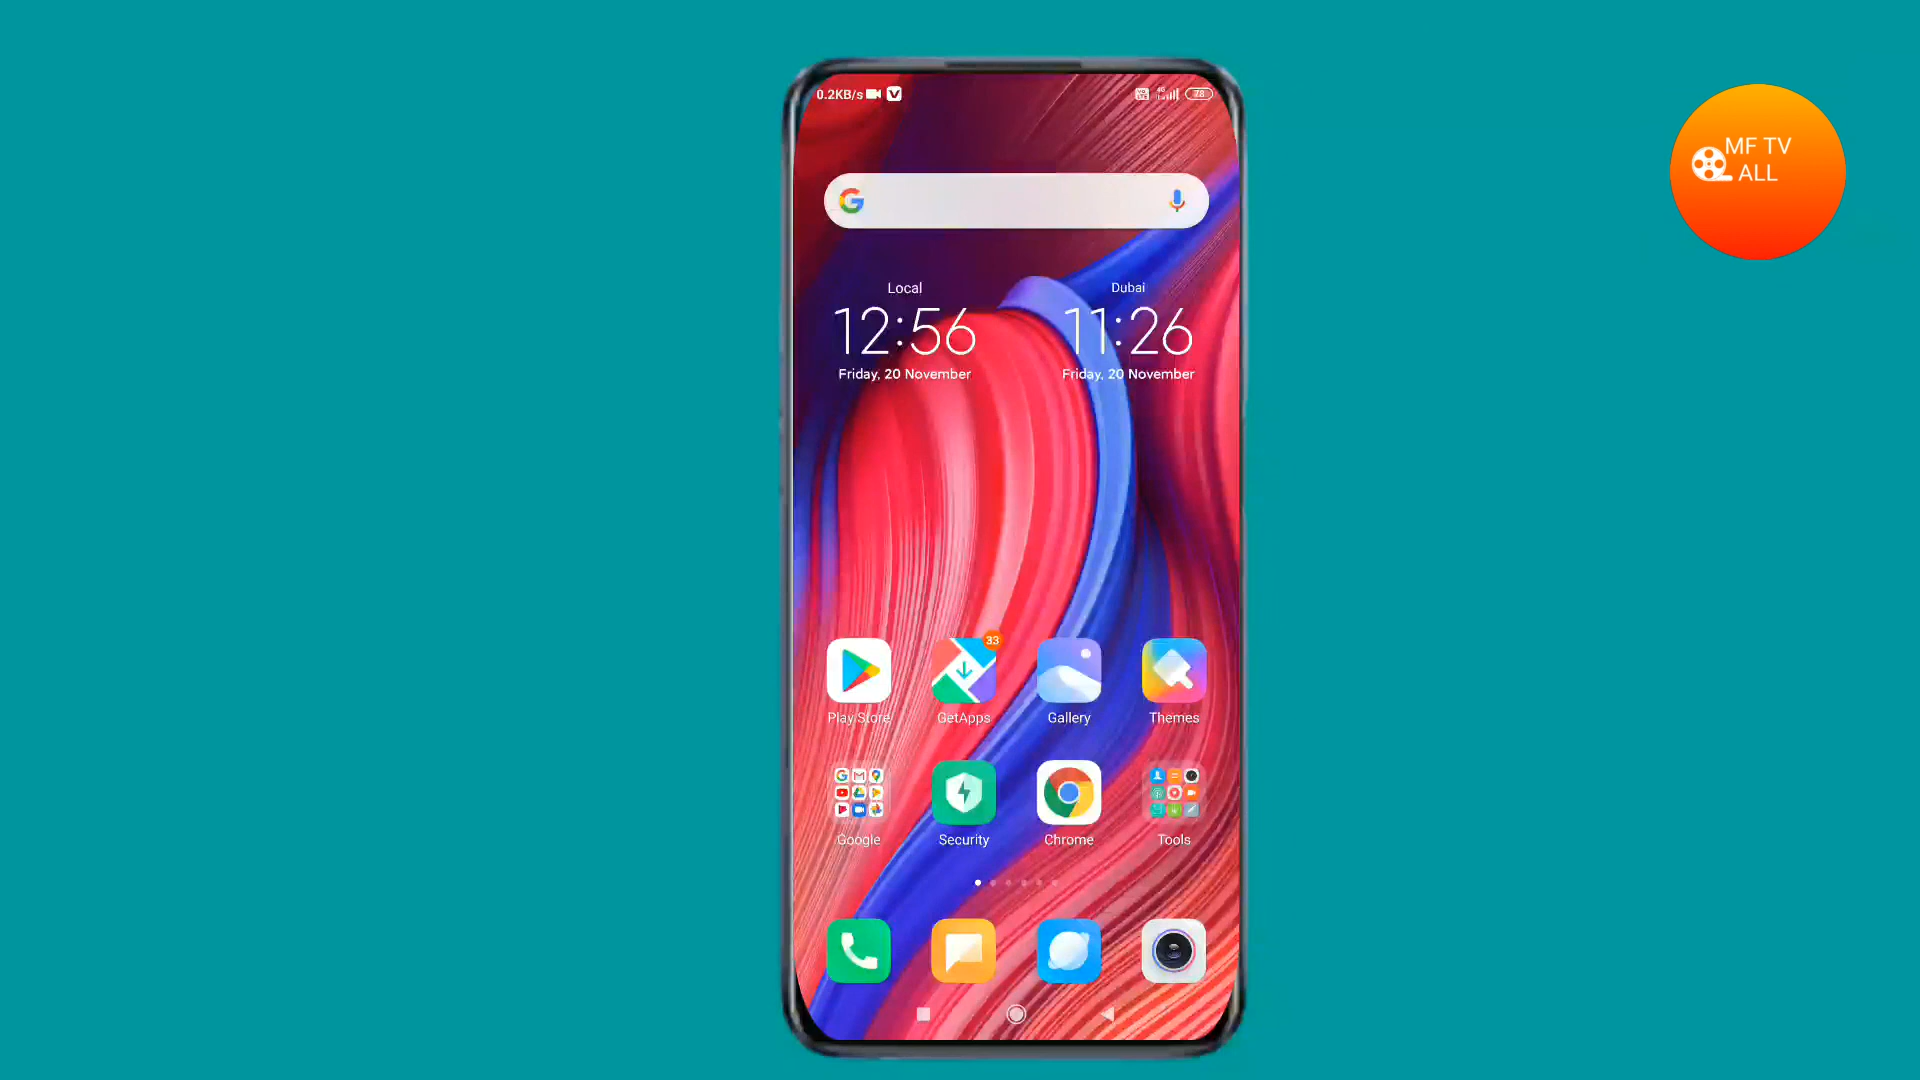 0.2KB/s
78
MF TV
ALL
Local
12:56
Friday, 20 November
Dubai
11:26
Friday, 20 November
33
Play Store
GetApps
Gallery
Themes
Google
Security
Chrome
Tools